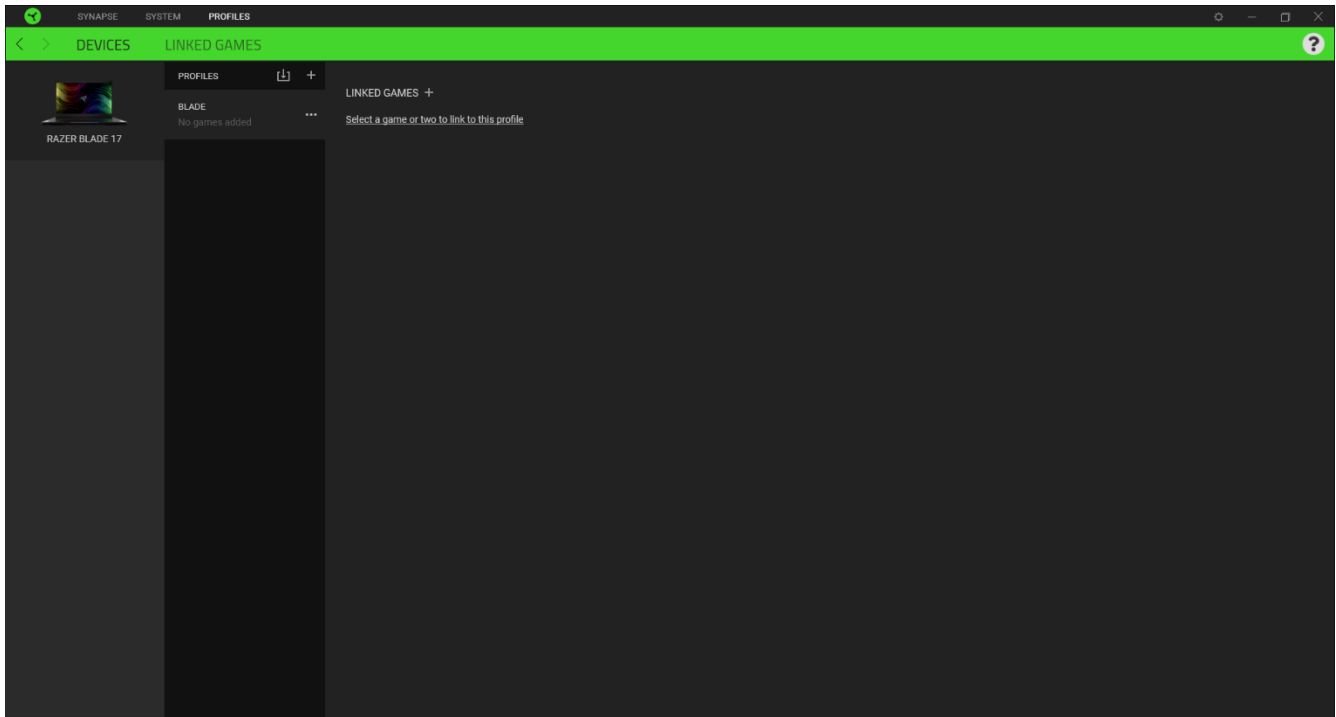 SYNAPSE SYSTEM PROFILES
DEVICES LINKED GAMES ?
RAZER BLADE 17
PROFILES
BLADE
No games added
LINKED GAMES +
Select a game or two to link to this profile